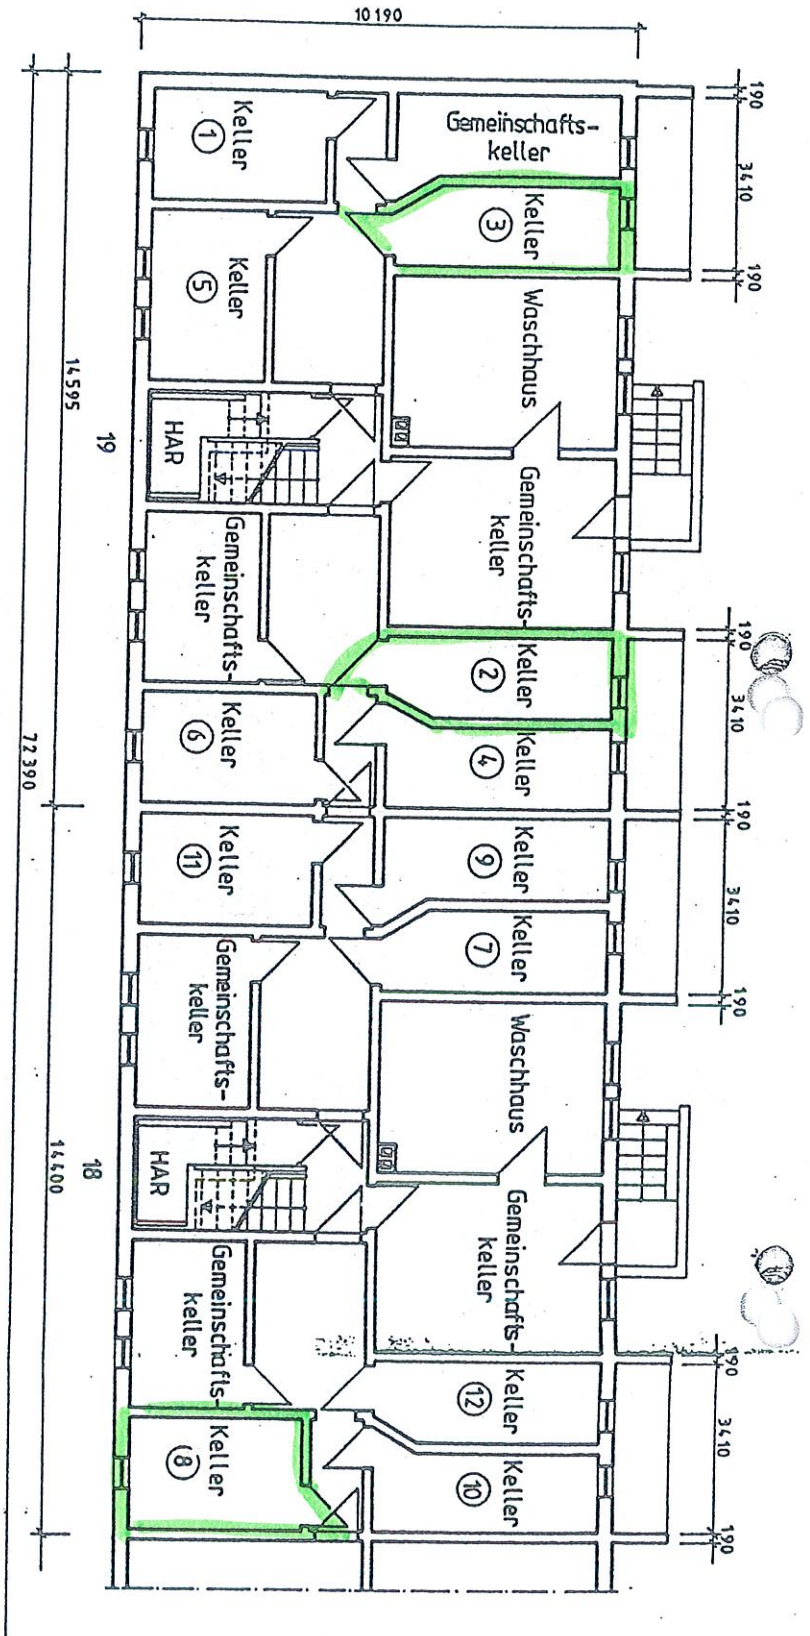 10190
190
3410
190
Keller
1
Gemeinschafts-
keller
Keller
3
Keller
5
Waschhaus
14595
19
HAR
Gemeinschafts-
keller
Gemeinschafts-
keller
190
3410
190
Keller
2
Keller
4
Keller
6
72390
Keller
9
3410
190
Keller
11
Keller
7
Gemeinschafts-
keller
Waschhaus
14400
18
HAR
Gemeinschafts-
keller
Gemeinschafts-
keller
190
3410
190
Keller
12
Keller
10
Keller
8